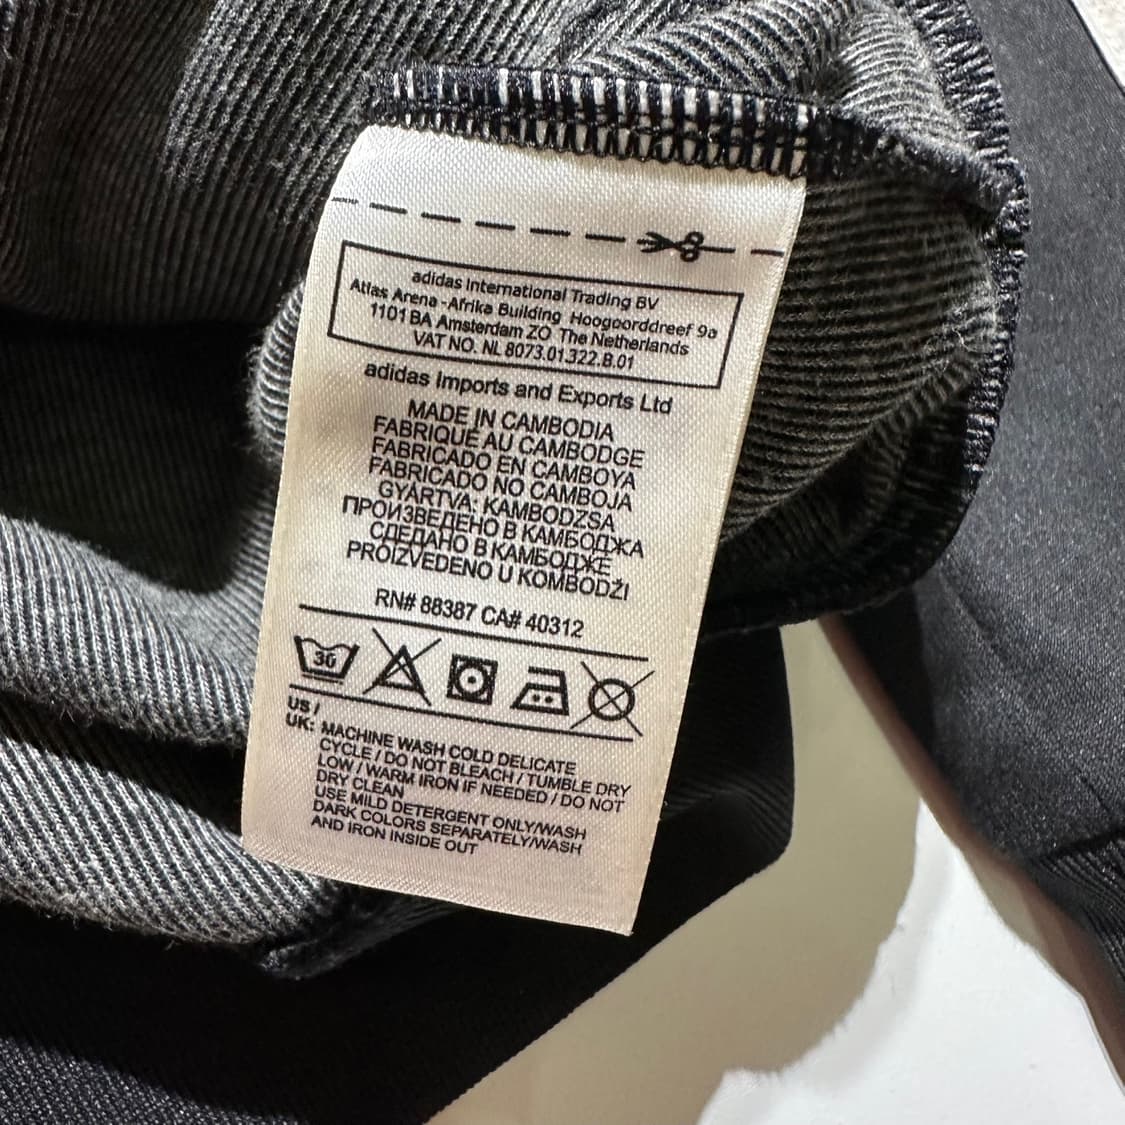 adidas International Trading BV
Atlas Arena - Afrika Building Hoogoorddreef 9a
1101 BA Amsterdam ZO The Netherlands
VAT NO. NL 8073.01.322.B.01
adidas Imports and Exports Ltd
MADE IN CAMBODIA
FABRIQUÉ AU CAMBODGE
FABRICADO EN CAMBOYA
FABRICADO NO CAMBOJA
GYÁRTVA: KAMBODZSA
ПРОИЗВЕДЕНО В КАМБОДЖА
СДЕЛАНО В КАМБОДЖЕ
PROIZVEDENO U KOMBODŽI
RN# 88387 CA# 40312
30
US /
UK: MACHINE WASH COLD DELICATE
CYCLE / DO NOT BLEACH / TUMBLE DRY
LOW / WARM IRON IF NEEDED / DO NOT
DRY CLEAN
USE MILD DETERGENT ONLY/WASH
DARK COLORS SEPARATELY/WASH
AND IRON INSIDE OUT